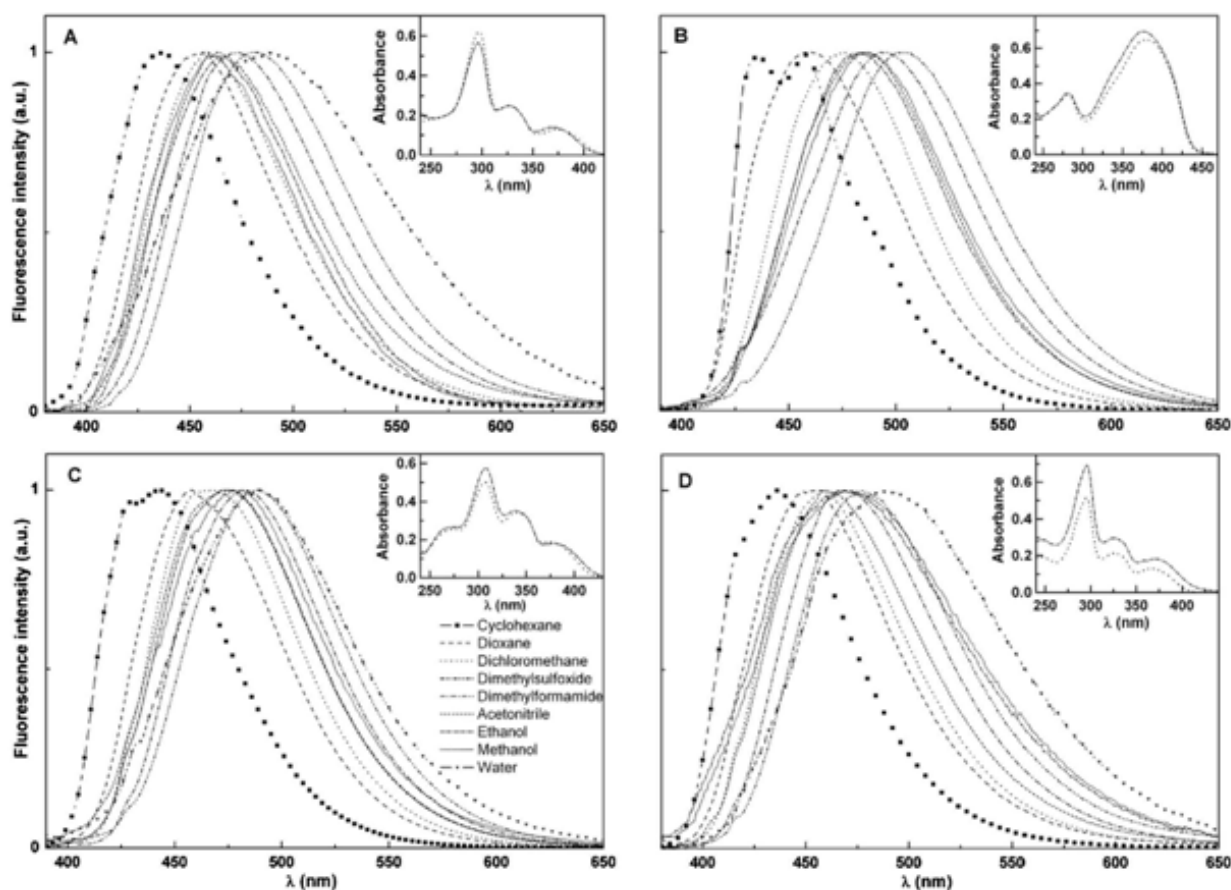 A
Fluorescence intensity (a.u.)
1
0
400 450 500 550 600 650
λ (nm)
Absorbance
0.6
0.4
0.2
0.0
250 300 350 400
λ (nm)
B
400 450 500 550 600 650
λ (nm)
Absorbance
0.6
0.4
0.2
0.0
250 300 350 400 450
λ (nm)
C
Fluorescence intensity (a.u.)
1
0
400 450 500 550 600 650
λ (nm)
Absorbance
0.6
0.4
0.2
0.0
250 300 350 400
λ (nm)
Cyclohexane
Dioxane
Dichloromethane
Dimethylsulfoxide
Dimethylformamide
Acetonitrile
Ethanol
Methanol
Water
D
400 450 500 550 600 650
λ (nm)
Absorbance
0.6
0.4
0.2
0.0
250 300 350 400
λ (nm)